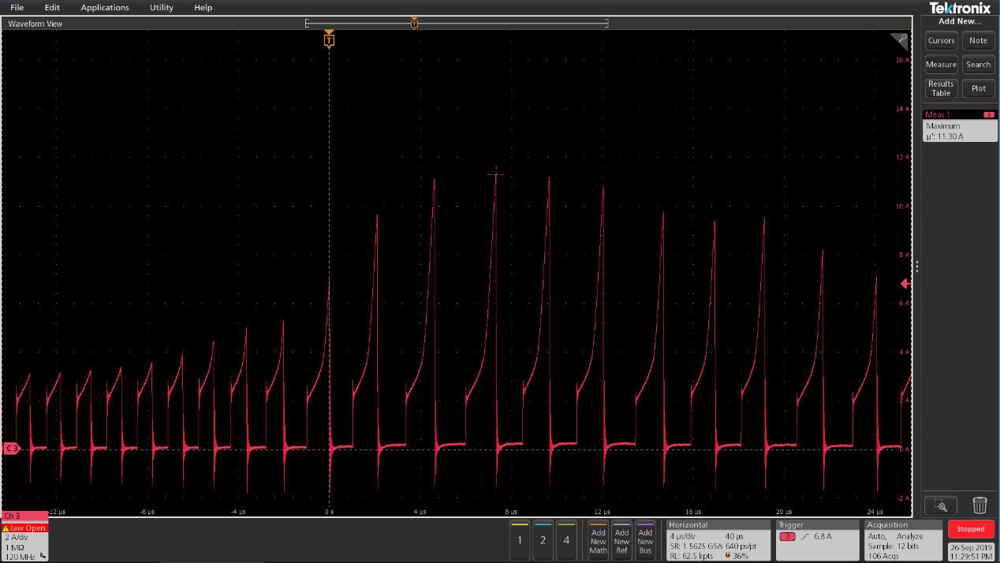 File Edit Applications Utility Help
Tektronix
Waveform View
Add New...
T
T
Cursors Note
Measure Search
Results Table Plot
Meas 1 3
Maximum
µ': 11.30 A
16 A
14 A
12 A
10 A
8 A
6 A
4 A
2 A
0 A
-2 A
C 3
-12 µs -8 µs -4 µs 0 s 4 µs 8 µs 12 µs 16 µs 20 µs 24 µs
Ch 3
Jaw Open
2 A/div
1 MΩ
120 MHz
1 2 4
Add New Math
Add New Ref
Add New Bus
Horizontal
4 µs/div 40 µs
SR: 1.5625 GS/s 640 ps/pt
RL: 62.5 kpts 36%
Trigger
3 6.8 A
Acquisition
Auto, Analyze
Sample: 12 bits
106 Acqs
Stopped
26 Sep 2019
11:29:51 PM